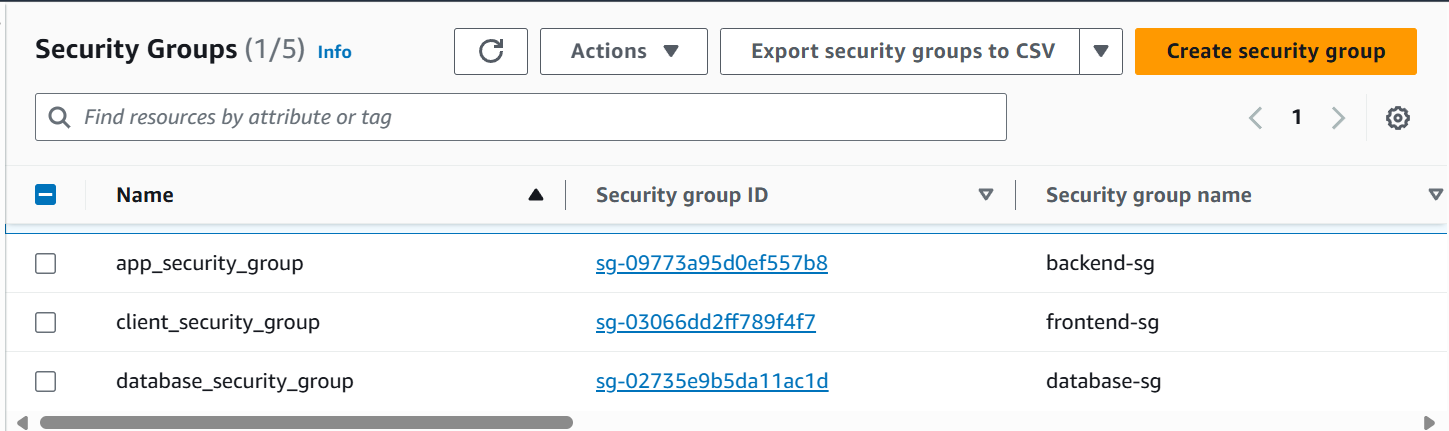 Security Groups (1/5) Info Actions Export security groups to CSV Create security group
Find resources by attribute or tag 1
Name Security group ID Security group name
app_security_group sg-09773a95d0ef557b8 backend-sg
client_security_group sg-03066dd2ff789f4f7 frontend-sg
database_security_group sg-02735e9b5da11ac1d database-sg